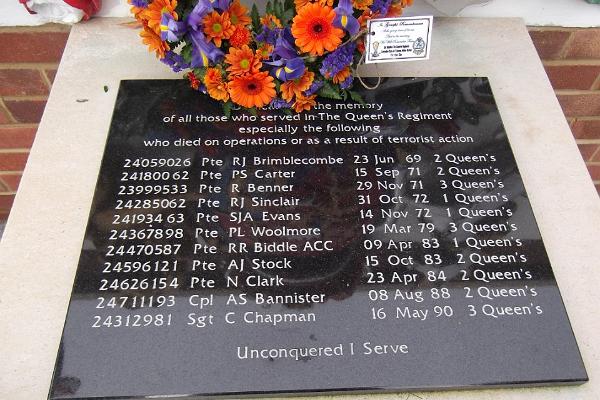 In Grateful Remembrance
memory
of all those who served in The Queen's Regiment
especially the following
who died on operations or as a result of terrorist action
24059026 Pte RJ Brimblecombe 23 Jun 69 2 Queen's
24180062 Pte PS Carter 15 Sep 71 2 Queen's
23999533 Pte R Benner 29 Nov 71 3 Queen's
24285062 Pte RJ Sinclair 31 Oct 72 1 Queen's
24193463 Pte SJA Evans 14 Nov 72 1 Queen's
24367898 Pte PL Woolmore 19 Mar 79 3 Queen's
24470587 Pte RR Biddle ACC 09 Apr 83 1 Queen's
24596121 Pte AJ Stock 15 Oct 83 2 Queen's
24626154 Pte N Clark 23 Apr 84 2 Queen's
24711193 Cpl AS Bannister 08 Aug 88 2 Queen's
24312981 Sgt C Chapman 16 May 90 3 Queen's
Unconquered I Serve